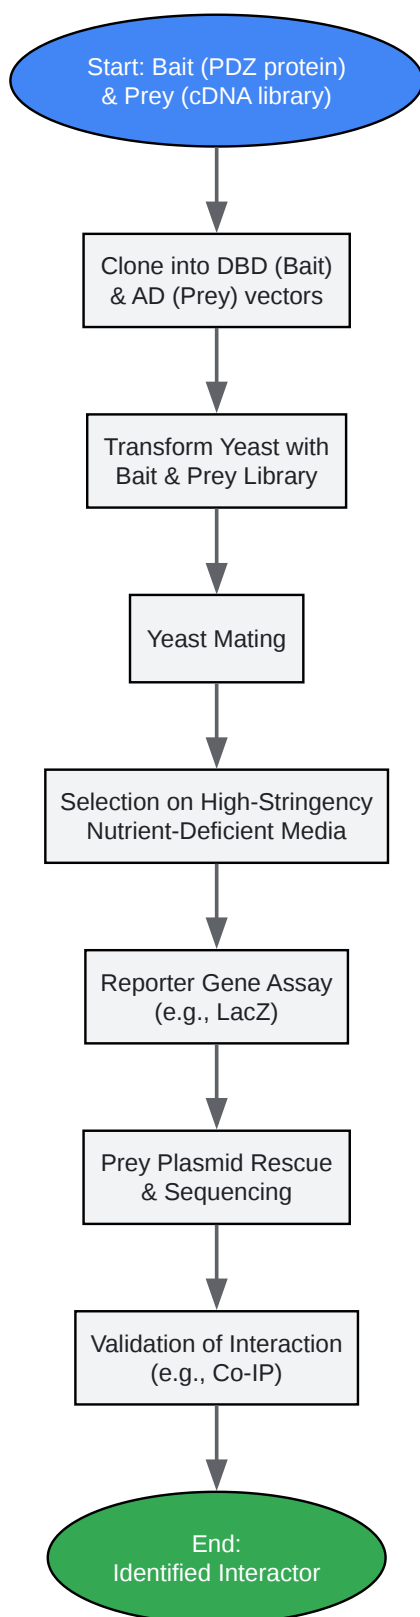 Start: Bait (PDZ protein)
& Prey (cDNA library)
Clone into DBD (Bait)
& AD (Prey) vectors
Transform Yeast with
Bait & Prey Library
Yeast Mating
Selection on High-Stringency
Nutrient-Deficient Media
Reporter Gene Assay
(e.g., LacZ)
Prey Plasmid Rescue
& Sequencing
Validation of Interaction
(e.g., Co-IP)
End:
Identified Interactor